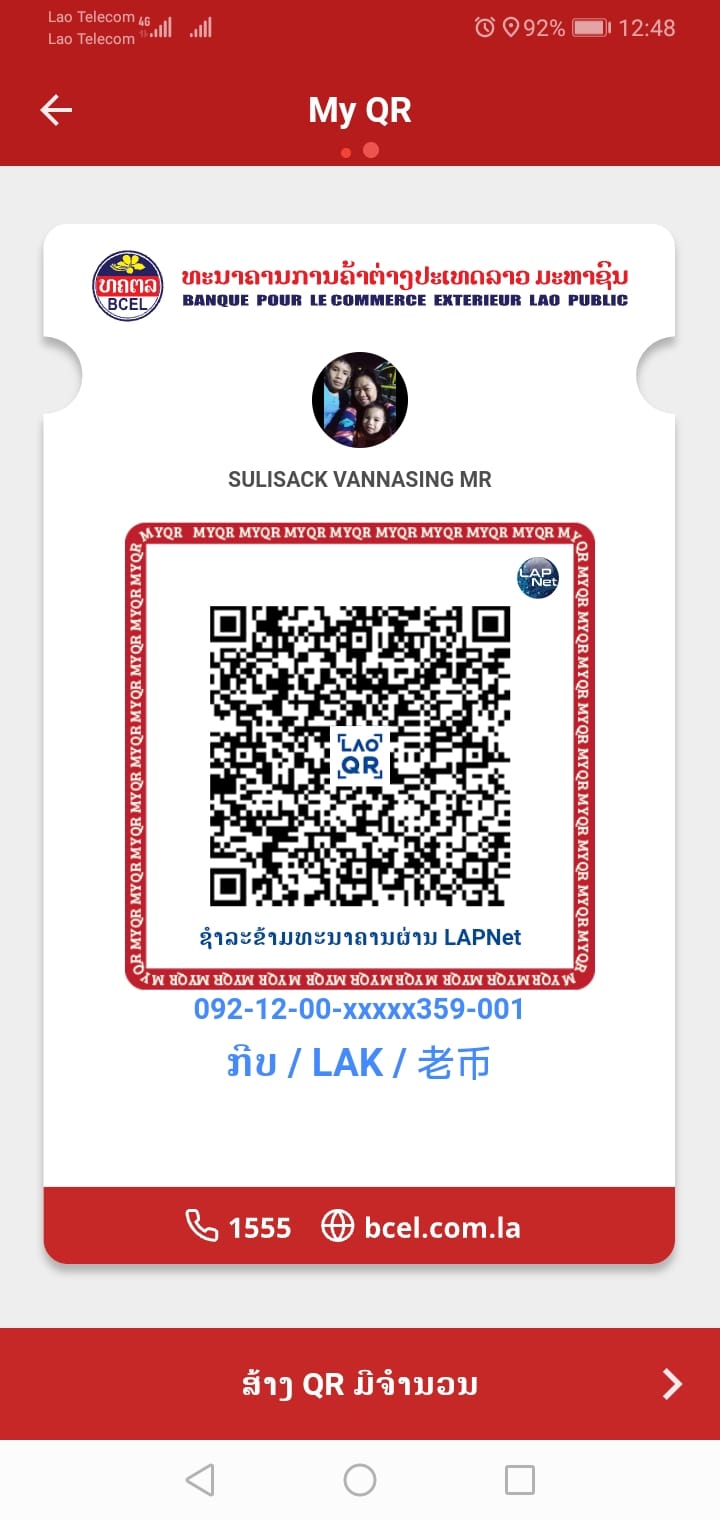 Lao Telecom 4G
Lao Telecom
92% 12:48
My QR
ທຄຕລ
BCEL
ທະນາຄານການຄ້າຕ່າງປະເທດລາວ ມະຫາຊົນ
BANQUE POUR LE COMMERCE EXTERIEUR LAO PUBLIC
SULISACK VANNASING MR
MYQR MYQR MYQR MYQR MYQR MYQR MYQR MYQR MYQR
LAP
Net
LAO
QR
ຊຳລະຂ້າມທະນາຄານຜ່ານ LAPNet
092-12-00-xxxxx359-001
ກີບ / LAK / 老币
1555 bcel.com.la
ສ້າງ QR ມີຈຳນວນ